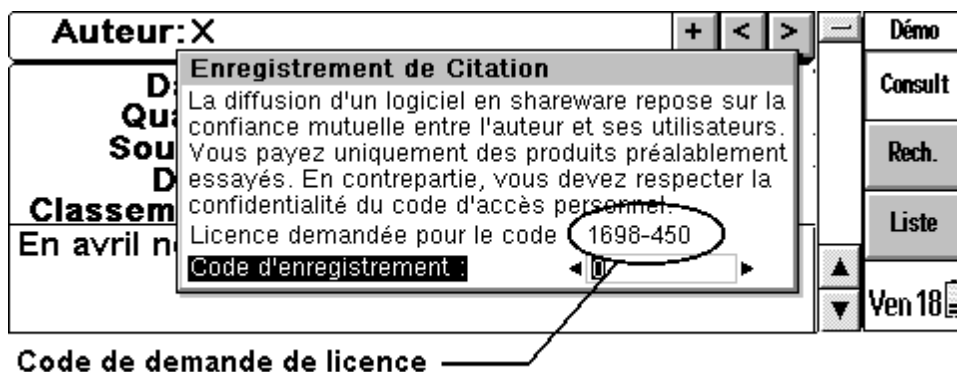 Auteur:X
+ < >
Démo
Enregistrement de Citation
D
La diffusion d'un logiciel en shareware repose sur la
Consult
Qua
confiance mutuelle entre l'auteur et ses utilisateurs.
Sou
Vous payez uniquement des produits préalablement
Rech.
D
essayés. En contrepartie, vous devez respecter la
Classem
confidentialité du code d'accès personnel.
Liste
En avril n
Licence demandée pour le code 1698-450
Code d'enregistrement : 0
Ven 18
Code de demande de licence